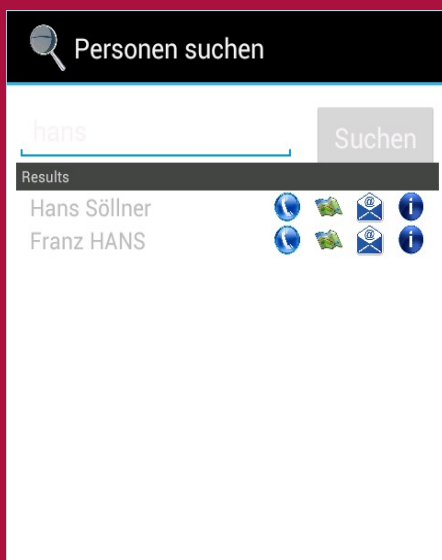 Personen suchen
hans
Suchen
Results
Hans Söllner
Franz HANS